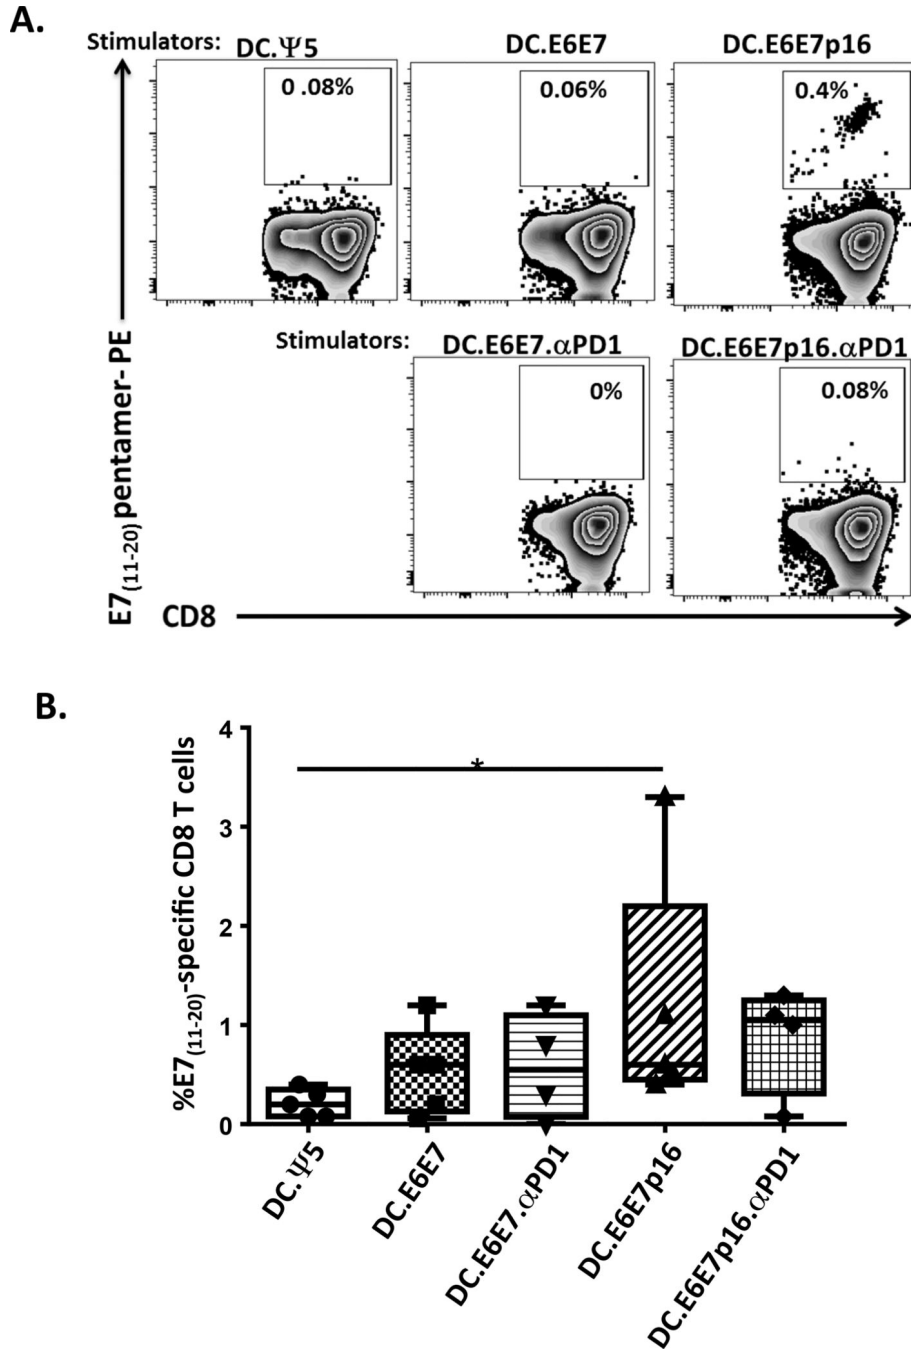 A.
Stimulators: DC.Ψ5 DC.E6E7 DC.E6E7p16
0 .08% 0.06% 0.4%
Stimulators: DC.E6E7.αPD1 DC.E6E7p16.αPD1
0% 0.08%
E7(11-20)pentamer- PE
CD8
B.
%E7(11-20)-specific CD8 T cells
4
*
3
2
1
0
DC.Ψ5
DC.E6E7
DC.E6E7.αPD1
DC.E6E7p16
DC.E6E7p16.αPD1